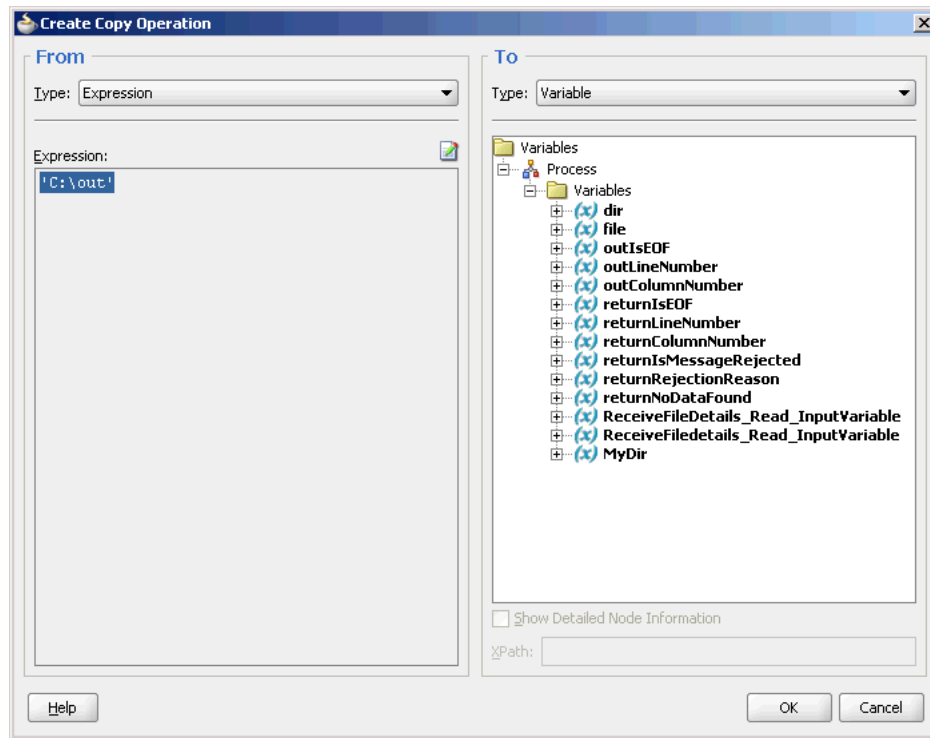 Create Copy Operation
From
Type: Expression
Expression:
'C:\out'
To
Type: Variable
Variables
Process
Variables
(x) dir
(x) file
(x) outIsEOF
(x) outLineNumber
(x) outColumnNumber
(x) returnIsEOF
(x) returnLineNumber
(x) returnColumnNumber
(x) returnIsMessageRejected
(x) returnRejectionReason
(x) returnNoDataFound
(x) ReceiveFileDetails_Read_InputVariable
(x) ReceiveFiledetails_Read_InputVariable
(x) MyDir
Show Detailed Node Information
XPath:
Help
OK
Cancel